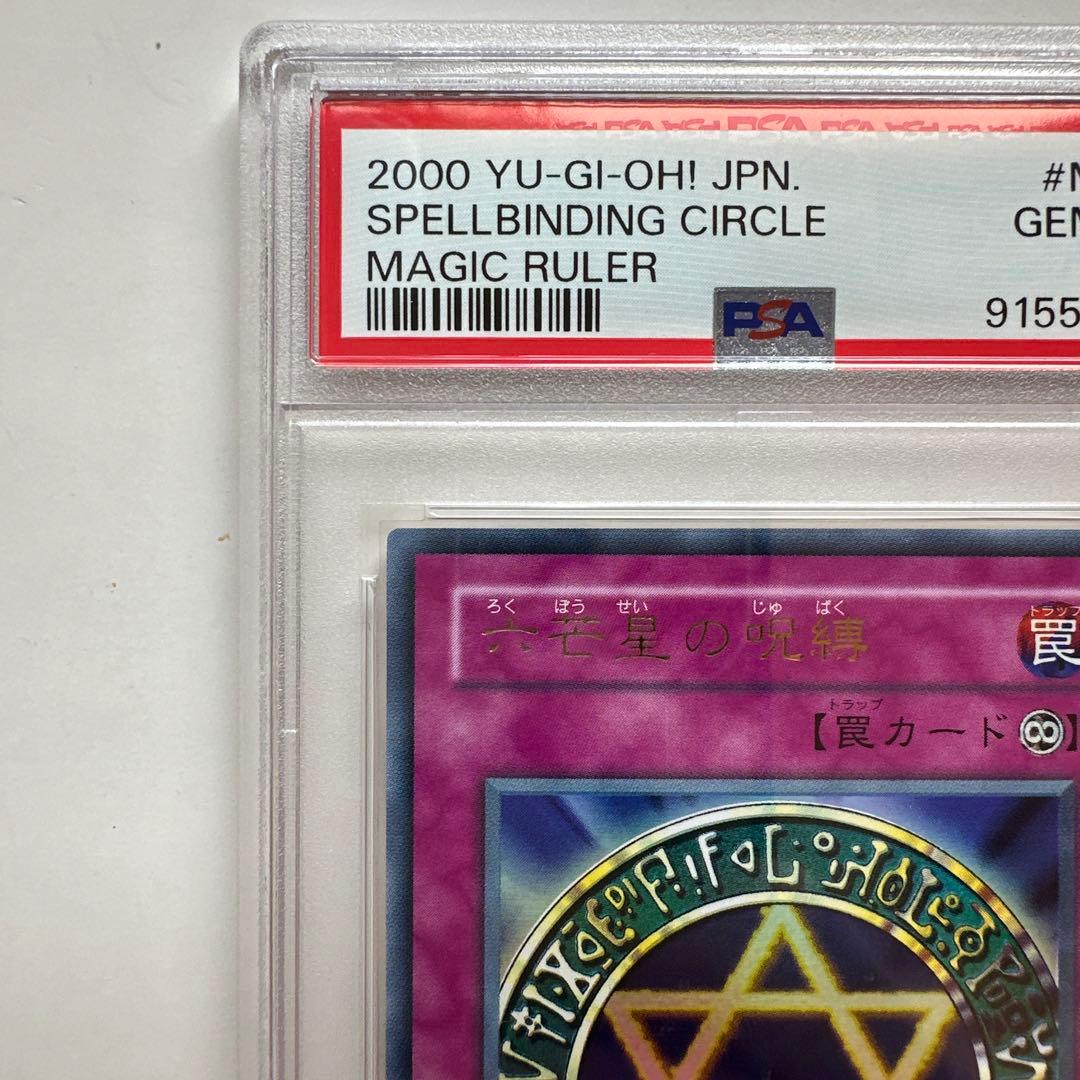 2000 YU-GI-OH! JPN.
SPELLBINDING CIRCLE
MAGIC RULER
#N
GEM
9155
PSA
ろく ぼう せい じゅ ばく
六芒星の呪縛
トラップ
罠
トラップ
【罠カード∞】